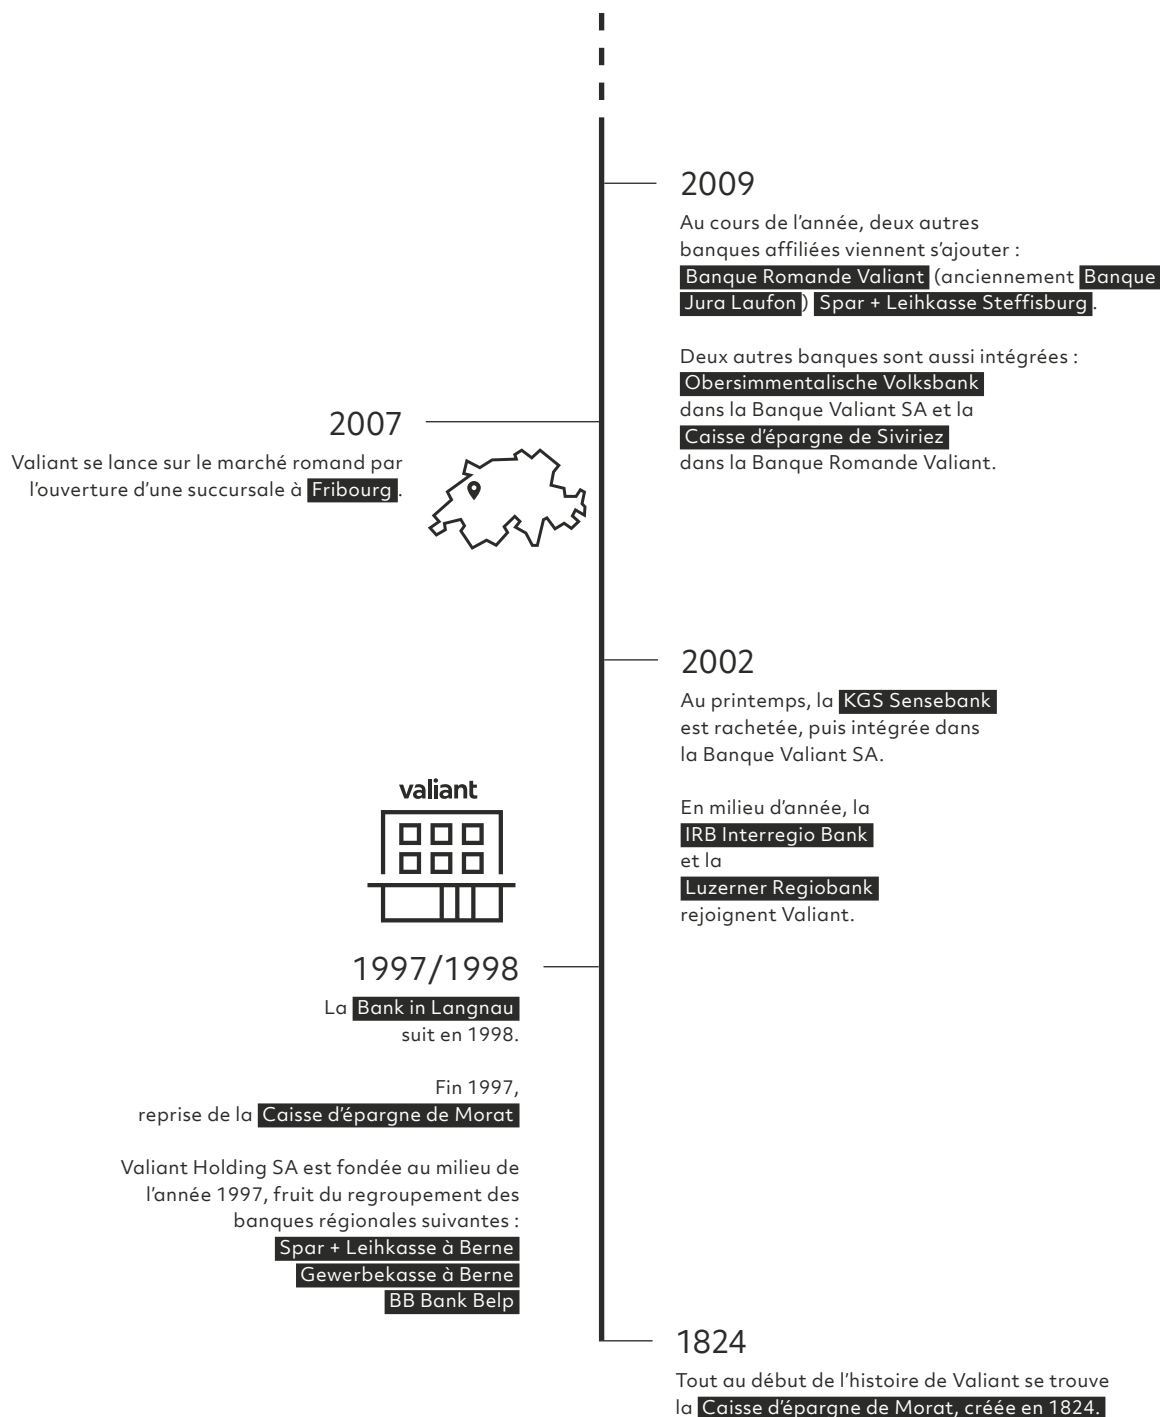 2009
Au cours de l'année, deux autres
banques affiliées viennent s'ajouter :
Banque Romande Valiant (anciennement Banque
Jura Laufon) Spar + Leihkasse Steffisburg.
Deux autres banques sont aussi intégrées :
Obersimmentalische Volksbank
dans la Banque Valiant SA et la
Caisse d'épargne de Siviriez
dans la Banque Romande Valiant.
2007
Valiant se lance sur le marché romand par
l'ouverture d'une succursale à Fribourg.
2002
Au printemps, la KGS Sensebank
est rachetée, puis intégrée dans
la Banque Valiant SA.
En milieu d'année, la
IRB Interregio Bank
et la
Luzerner Regiobank
rejoignent Valiant.
valiant
1997/1998
La Bank in Langnau
suit en 1998.
Fin 1997,
reprise de la Caisse d'épargne de Morat
Valiant Holding SA est fondée au milieu de
l'année 1997, fruit du regroupement des
banques régionales suivantes :
Spar + Leihkasse à Berne
Gewerbekasse à Berne
BB Bank Belp
1824
Tout au début de l'histoire de Valiant se trouve
la Caisse d'épargne de Morat, créée en 1824.